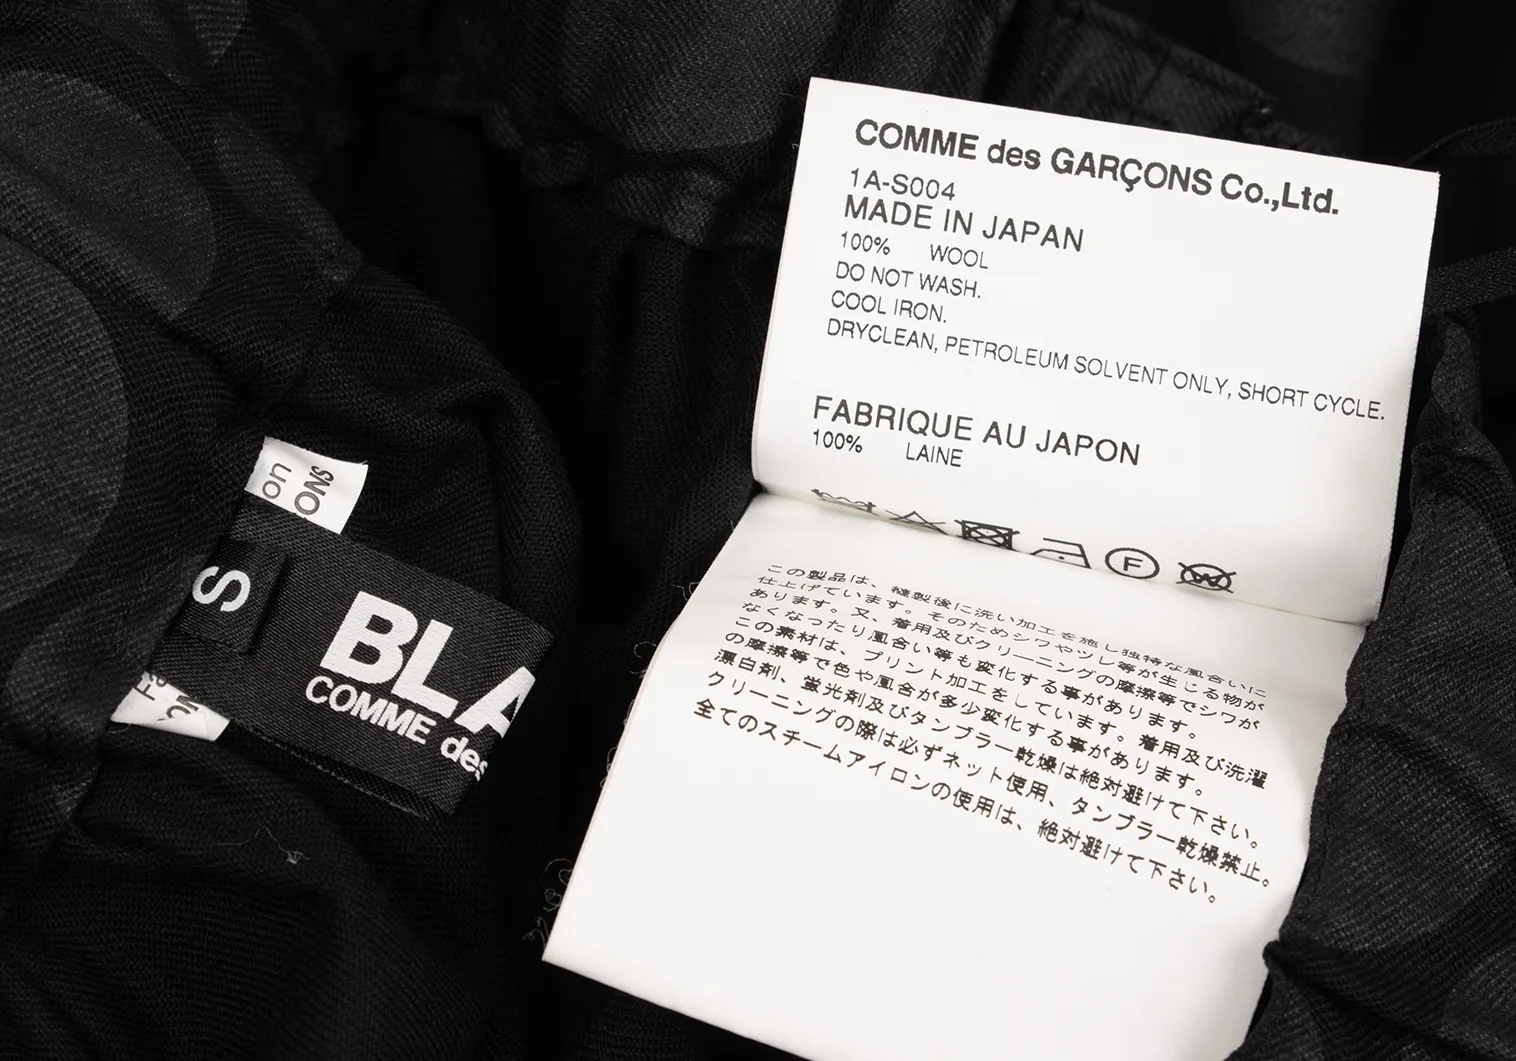 COMME des GARÇONS Co.,Ltd.
1A-S004
MADE IN JAPAN
100% WOOL
DO NOT WASH.
COOL IRON.
DRYCLEAN, PETROLEUM SOLVENT ONLY, SHORT CYCLE.
FABRIQUE AU JAPON
100% LAINE
F
W
この製品は、縫製後に洗い加工を施し独特な風合いに
仕上げています。そのためシワやツレ等が生じる物が
あります。又、着用及びクリーニングの摩擦等でシワが
なくなったり風合い等も変化する事があります。
この素材は、プリント加工をしています。着用及び洗濯
の摩擦等で色や風合が多少変化する事があります。
漂白剤、蛍光剤及びタンブラー乾燥は絶対避けて下さい。
クリーニングの際は必ずネット使用、タンブラー乾燥禁止。
全てのスチームアイロンの使用は、絶対避けて下さい。
on
ONS
S
BLA
COMME des